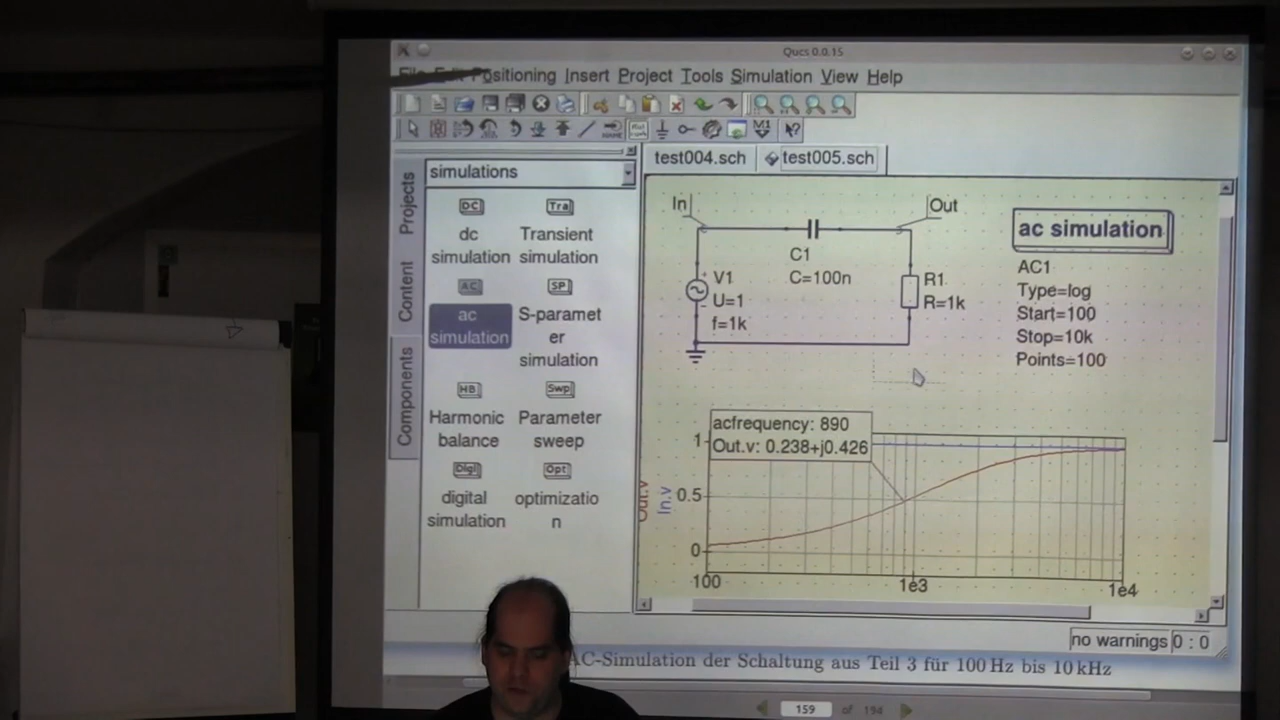 Qucs 0.0.15
File Edit Positioning Insert Project Tools Simulation View Help
simulations
Projects
Content
Components
DC
dc
simulation
Tra
Transient
simulation
AC
ac
simulation
SP
S-paramet
er
simulation
HB
Harmonic
balance
Swp
Parameter
sweep
Digi
digital
simulation
Opt
optimizatio
n
test004.sch
test005.sch
In
Out
C1
C=100n
V1
U=1
f=1k
R1
R=1k
ac simulation
AC1
Type=log
Start=100
Stop=10k
Points=100
acfrequency: 890
Out.v: 0.238+j0.426
Out.v
In.v
1
0.5
0
100
1e3
1e4
no warnings 0 : 0
AC-Simulation der Schaltung aus Teil 3 für 100 Hz bis 10 kHz
159 of 194